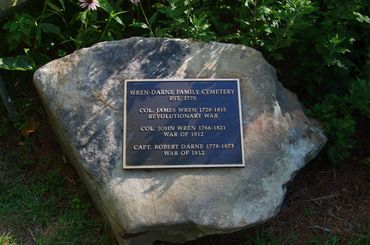 WREN-DARNE FAMILY CEMETERY
EST. 1770
COL. JAMES WREN 1728-1815
REVOLUTIONARY WAR
COL. JOHN WREN 1766-1821
WAR OF 1812
CAPT. ROBERT DARNE 1778-1873
WAR OF 1812